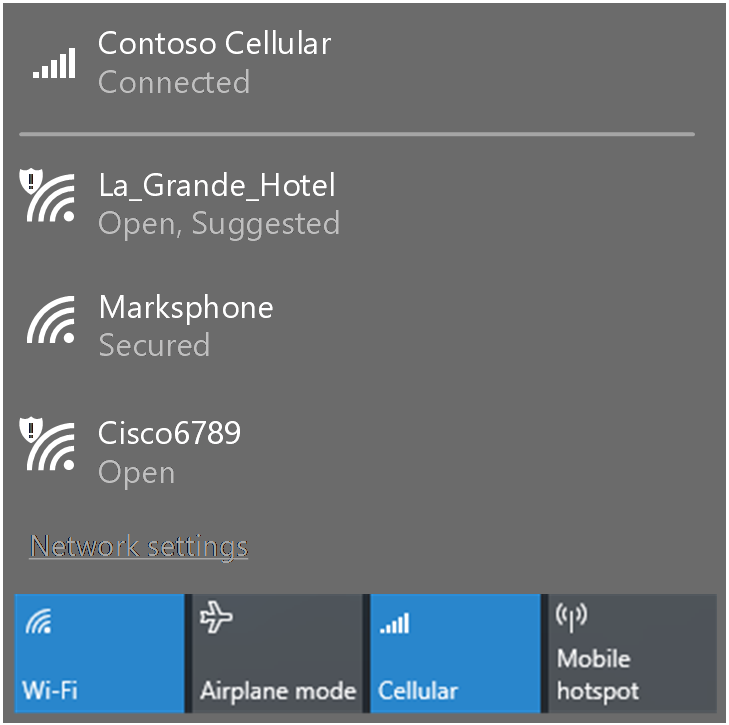 Contoso Cellular
Connected
La_Grande_Hotel
Open, Suggested
Marksphone
Secured
Cisco6789
Open
Network settings
Wi-Fi
Airplane mode
Cellular
Mobile
hotspot